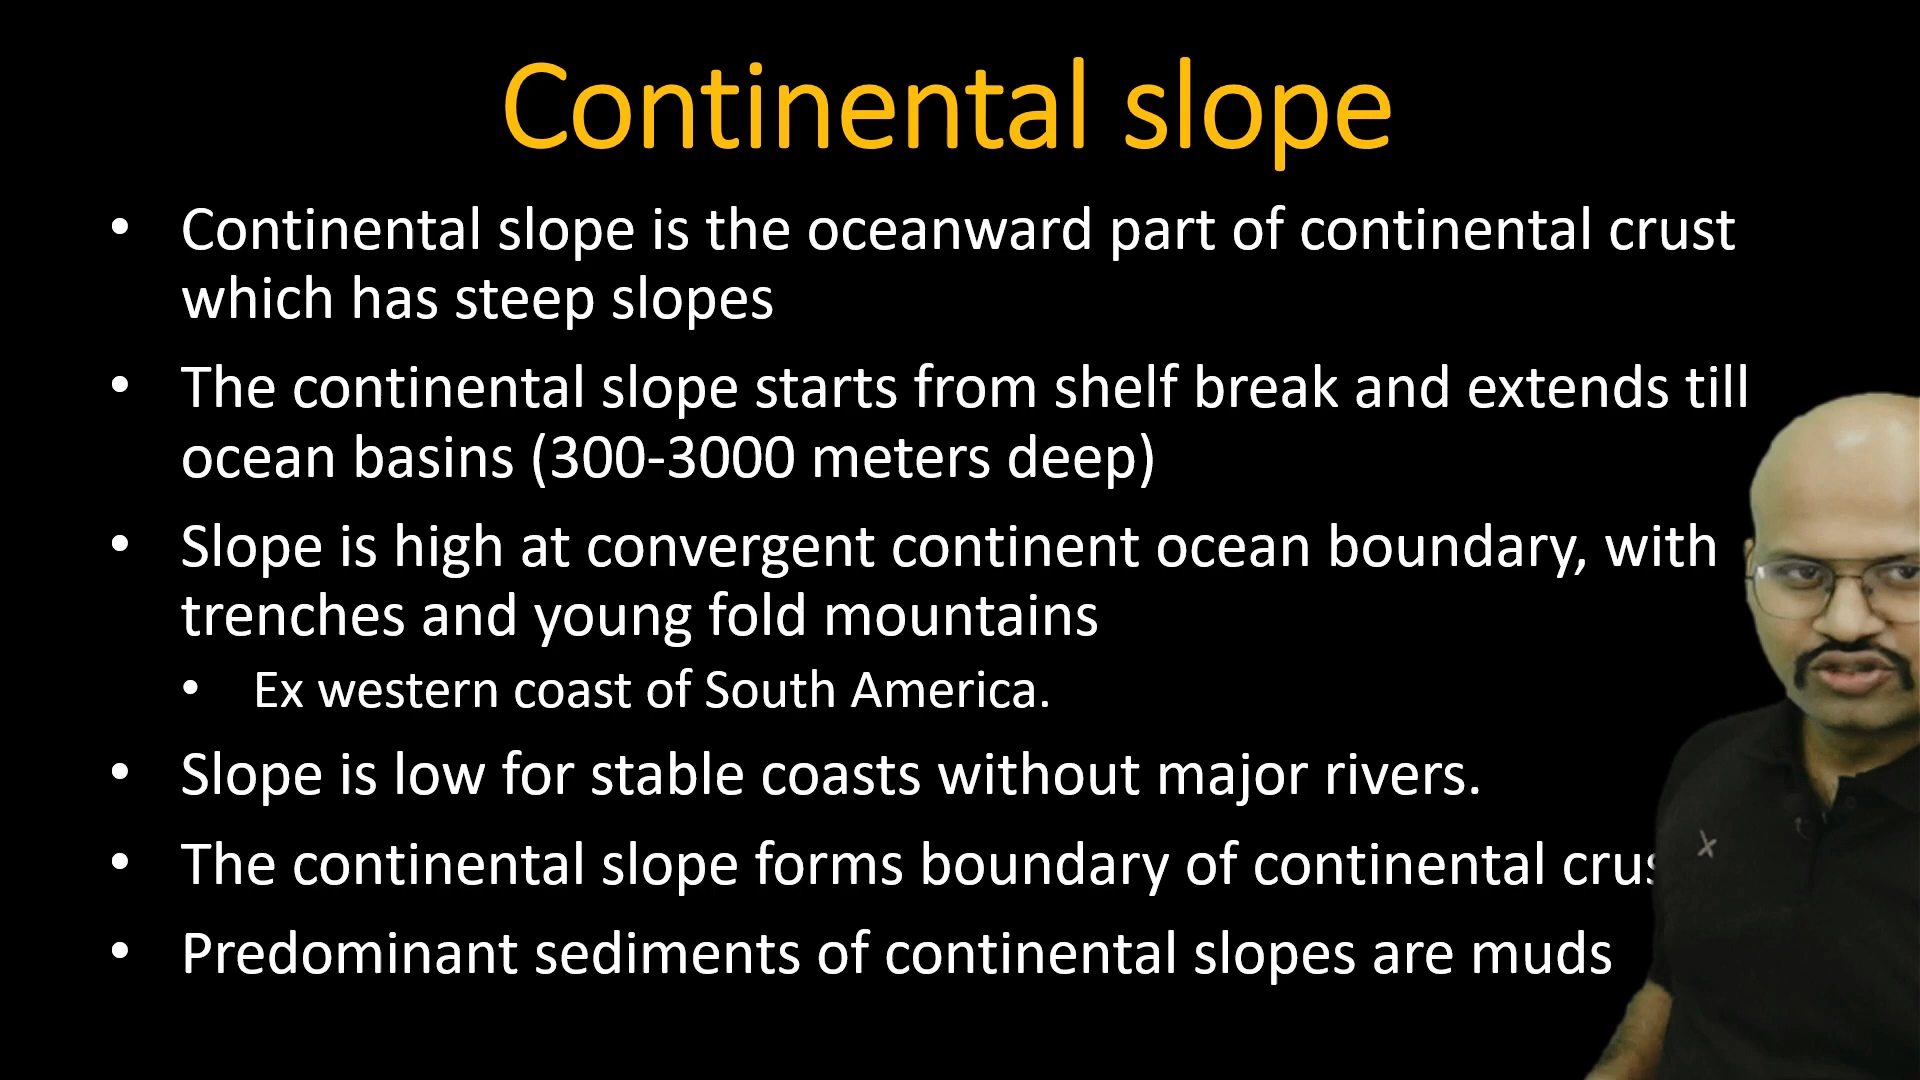 Continental slope
• Continental slope is the oceanward part of continental crust
which has steep slopes
• The continental slope starts from shelf break and extends till
ocean basins (300-3000 meters deep)
• Slope is high at convergent continent ocean boundary, with
trenches and young fold mountains
• Ex western coast of South America.
• Slope is low for stable coasts without major rivers.
• The continental slope forms boundary of continental
• Predominant sediments of continental slopes are muds